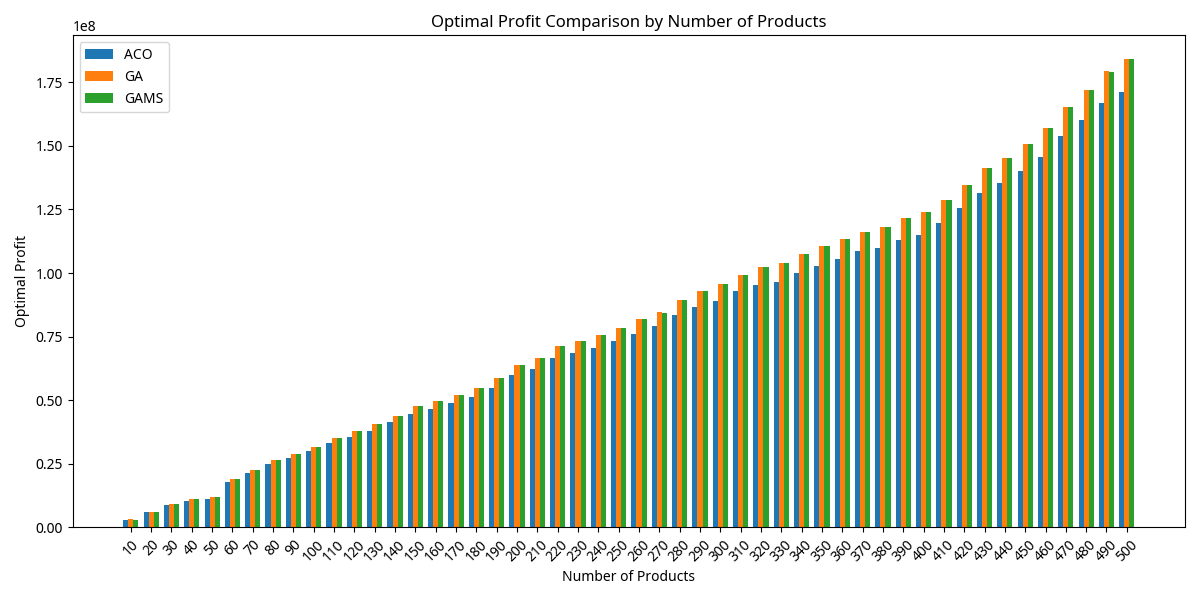 Optimal Profit Comparison by Number of Products
1e8
ACO
GA
GAMS
1.75
1.50
1.25
1.00
0.75
0.50
0.25
0.00
Optimal Profit
10 20 30 40 50 60 70 80 90 100 110 120 130 140 150 160 170 180 190 200 210 220 230 240 250 260 270 280 290 300 310 320 330 340 350 360 370 380 390 400 410 420 430 440 450 460 470 480 490 500
Number of Products